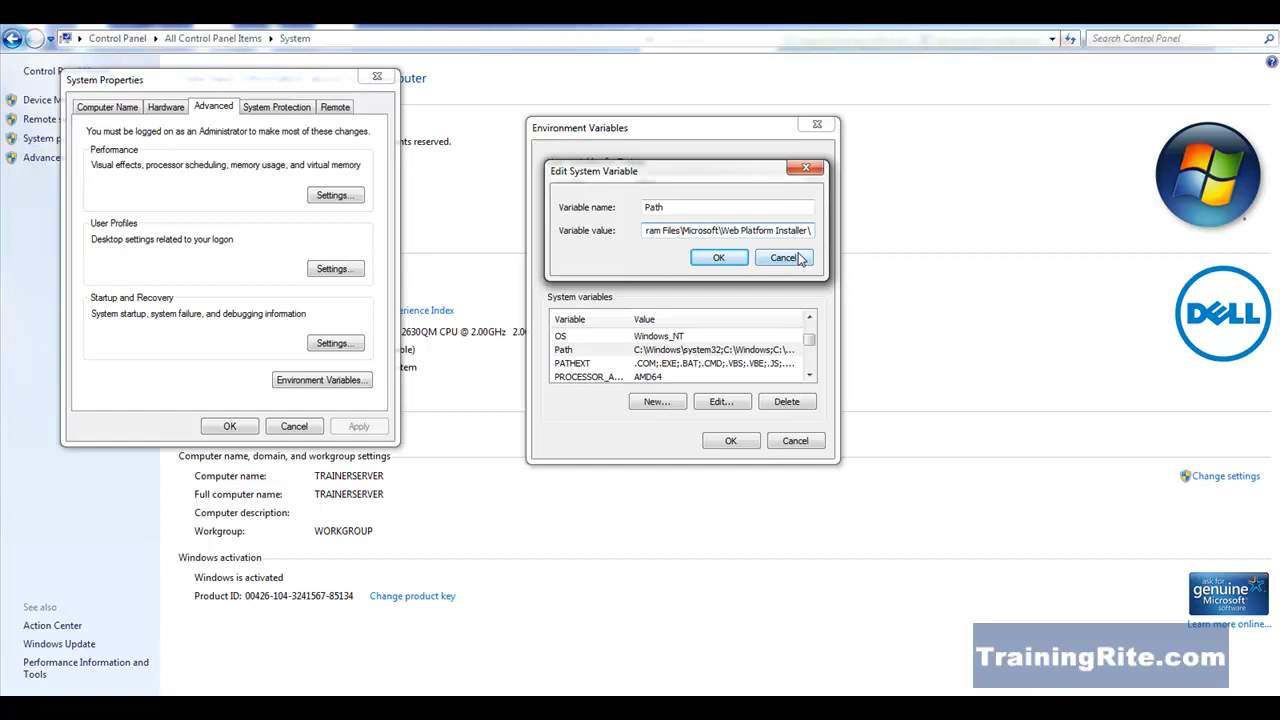 Control Panel
All Control Panel Items
System
Search Control Panel
System Properties
Computer Name
Hardware
Advanced
System Protection
Remote
You must be logged on as an Administrator to make most of these changes.
Performance
Visual effects, processor scheduling, memory usage, and virtual memory
Settings...
User Profiles
Desktop settings related to your logon
Settings...
Startup and Recovery
System startup, system failure, and debugging information
Settings...
Environment Variables...
OK
Cancel
Apply
Control P
Device M
Remote s
System p
Advance
puter
ts reserved.
erience Index
2630QM CPU @ 2.00GHz 2.0
ble)
tem
Environment Variables
Edit System Variable
Variable name:
Path
Variable value:
ram Files\Microsoft\Web Platform Installer\
OK
Cancel
System variables
Variable Value
OS Windows_NT
Path C:\Windows\system32;C:\Windows;C:\...
PATHEXT .COM;.EXE;.BAT;.CMD;.VBS;.VBE;.JS;....
PROCESSOR_A... AMD64
New...
Edit...
Delete
OK
Cancel
DELL
Computer name, domain, and workgroup settings
Computer name: TRAINERSERVER
Full computer name: TRAINERSERVER
Computer description:
Workgroup: WORKGROUP
Change settings
Windows activation
Windows is activated
Product ID: 00426-104-3241567-85134
Change product key
ask for
genuine
Microsoft
software
Learn more online...
See also
Action Center
Windows Update
Performance Information and
Tools
TrainingRite.com